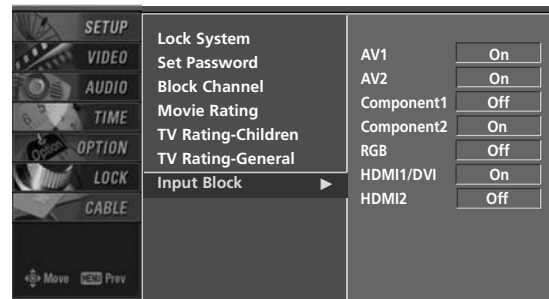 SETUP
VIDEO
AUDIO
TIME
OPTION
LOCK
CABLE
Move MENU Prev
Lock System
Set Password
Block Channel
Movie Rating
TV Rating-Children
TV Rating-General
Input Block ▶
AV1 On
AV2 On
Component1 Off
Component2 On
RGB Off
HDMI1/DVI On
HDMI2 Off